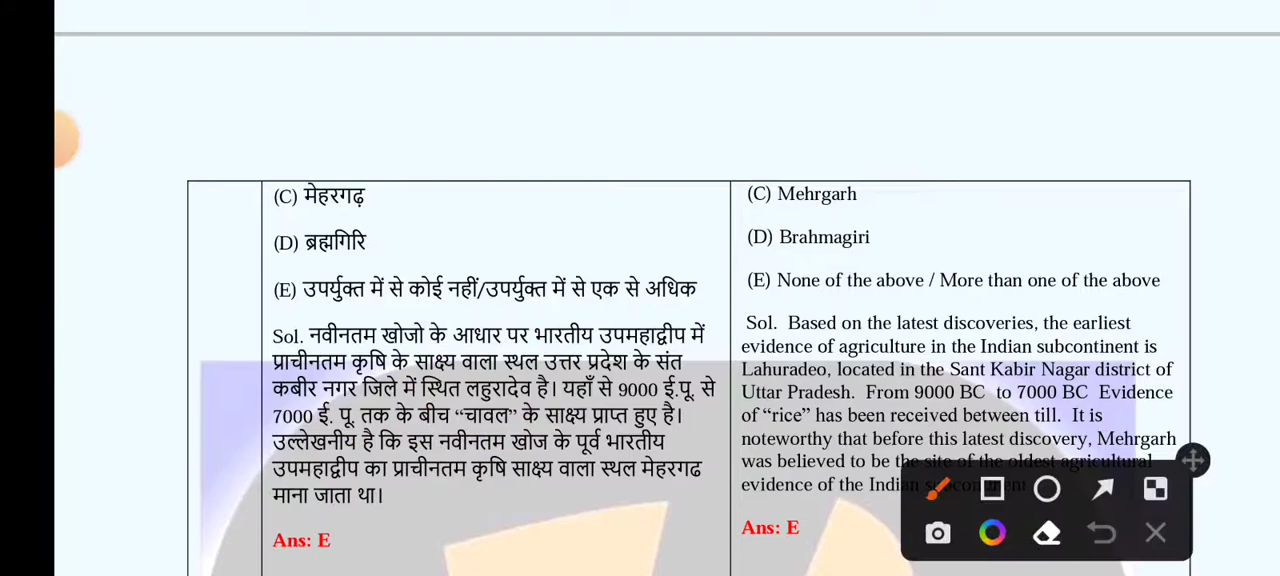 (C) मेहरगढ़
(D) ब्रह्मगिरि
(E) उपर्युक्त में से कोई नहीं/उपर्युक्त में से एक से अधिक
Sol. नवीनतम खोजो के आधार पर भारतीय उपमहाद्वीप में
प्राचीनतम कृषि के साक्ष्य वाला स्थल उत्तर प्रदेश के संत
कबीर नगर जिले में स्थित लहुरादेव है। यहाँ से 9000 ई.पू. से
7000 ई. पू. तक के बीच “चावल” के साक्ष्य प्राप्त हुए है।
उल्लेखनीय है कि इस नवीनतम खोज के पूर्व भारतीय
उपमहाद्वीप का प्राचीनतम कृषि साक्ष्य वाला स्थल मेहरगढ
माना जाता था।
Ans: E
(C) Mehrgarh
(D) Brahmagiri
(E) None of the above / More than one of the above
Sol. Based on the latest discoveries, the earliest
evidence of agriculture in the Indian subcontinent is
Lahuradeo, located in the Sant Kabir Nagar district of
Uttar Pradesh. From 9000 BC to 7000 BC Evidence
of “rice” has been received between till. It is
noteworthy that before this latest discovery, Mehrgarh
was believed to be the site of the oldest agricultural
evidence of the Indian subcontinent
Ans: E